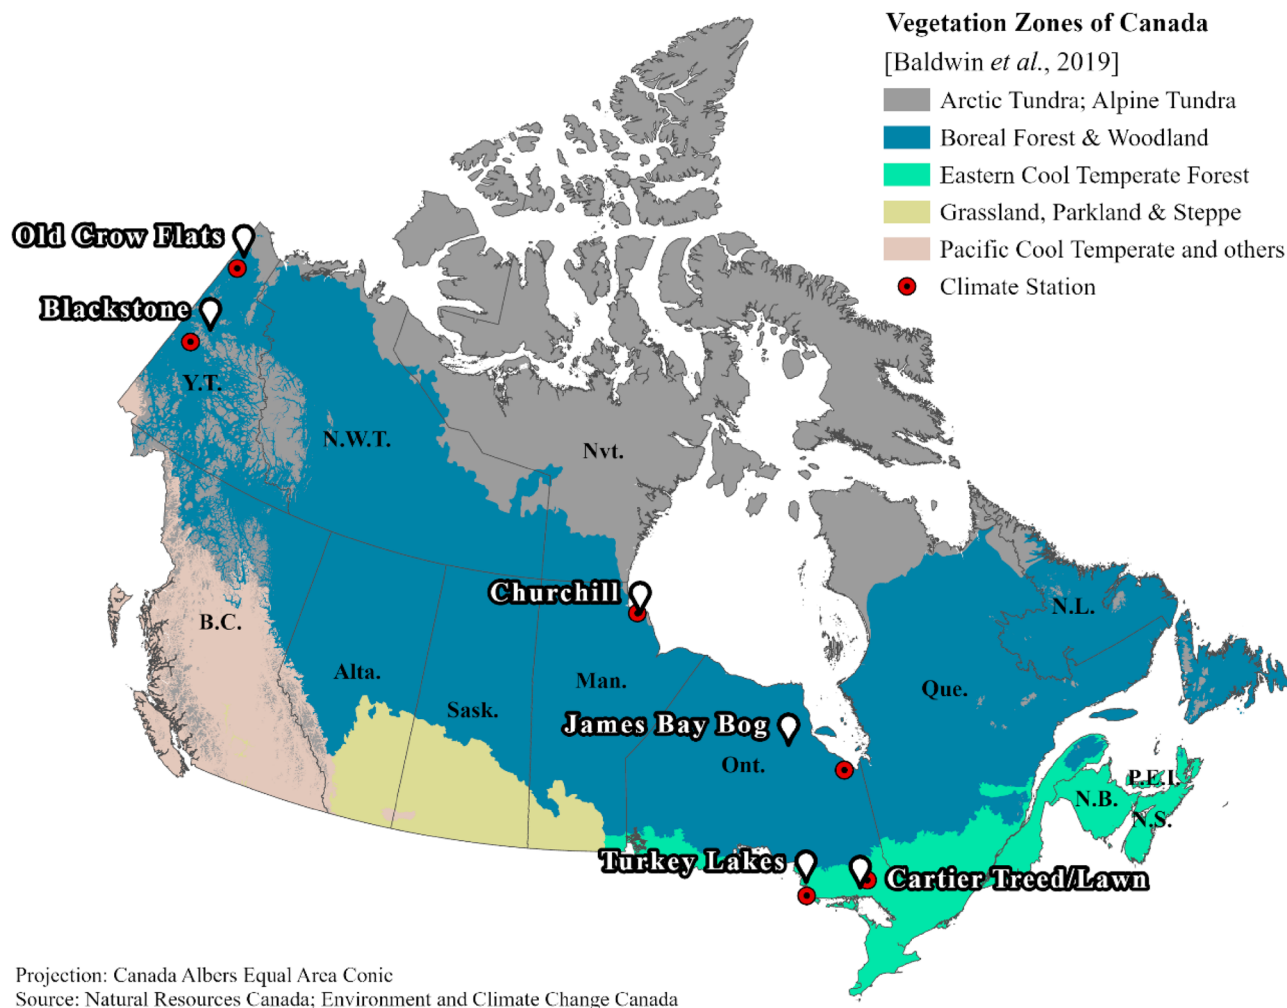 Vegetation Zones of Canada
[Baldwin et al., 2019]
Arctic Tundra; Alpine Tundra
Boreal Forest & Woodland
Eastern Cool Temperate Forest
Grassland, Parkland & Steppe
Pacific Cool Temperate and others
Climate Station
Old Crow Flats
Blackstone
Y.T.
N.W.T.
Nvt.
Churchill
B.C.
N.L.
Alta.
Man.
Que.
Sask.
James Bay Bog
Ont.
P.E.I.
N.B.
N.S.
Turkey Lakes
Cartier Treed/Lawn
Projection: Canada Albers Equal Area Conic
Source: Natural Resources Canada; Environment and Climate Change Canada